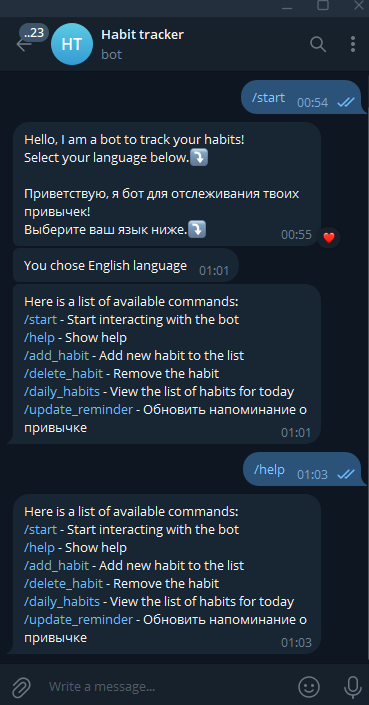 ..23
HT
Habit tracker
bot
/start 00:54
Hello, I am a bot to track your habits!
Select your language below.⤵️
Приветствую, я бот для отслеживания твоих
привычек!
Выберите ваш язык ниже.⤵️
00:55
❤️
You chose English language 01:01
Here is a list of available commands:
/start - Start interacting with the bot
/help - Show help
/add_habit - Add new habit to the list
/delete_habit - Remove the habit
/daily_habits - View the list of habits for today
/update_reminder - Обновить напоминание о
привычке
01:01
/help 01:03
Here is a list of available commands:
/start - Start interacting with the bot
/help - Show help
/add_habit - Add new habit to the list
/delete_habit - Remove the habit
/daily_habits - View the list of habits for today
/update_reminder - Обновить напоминание о
привычке
01:03
Write a message...